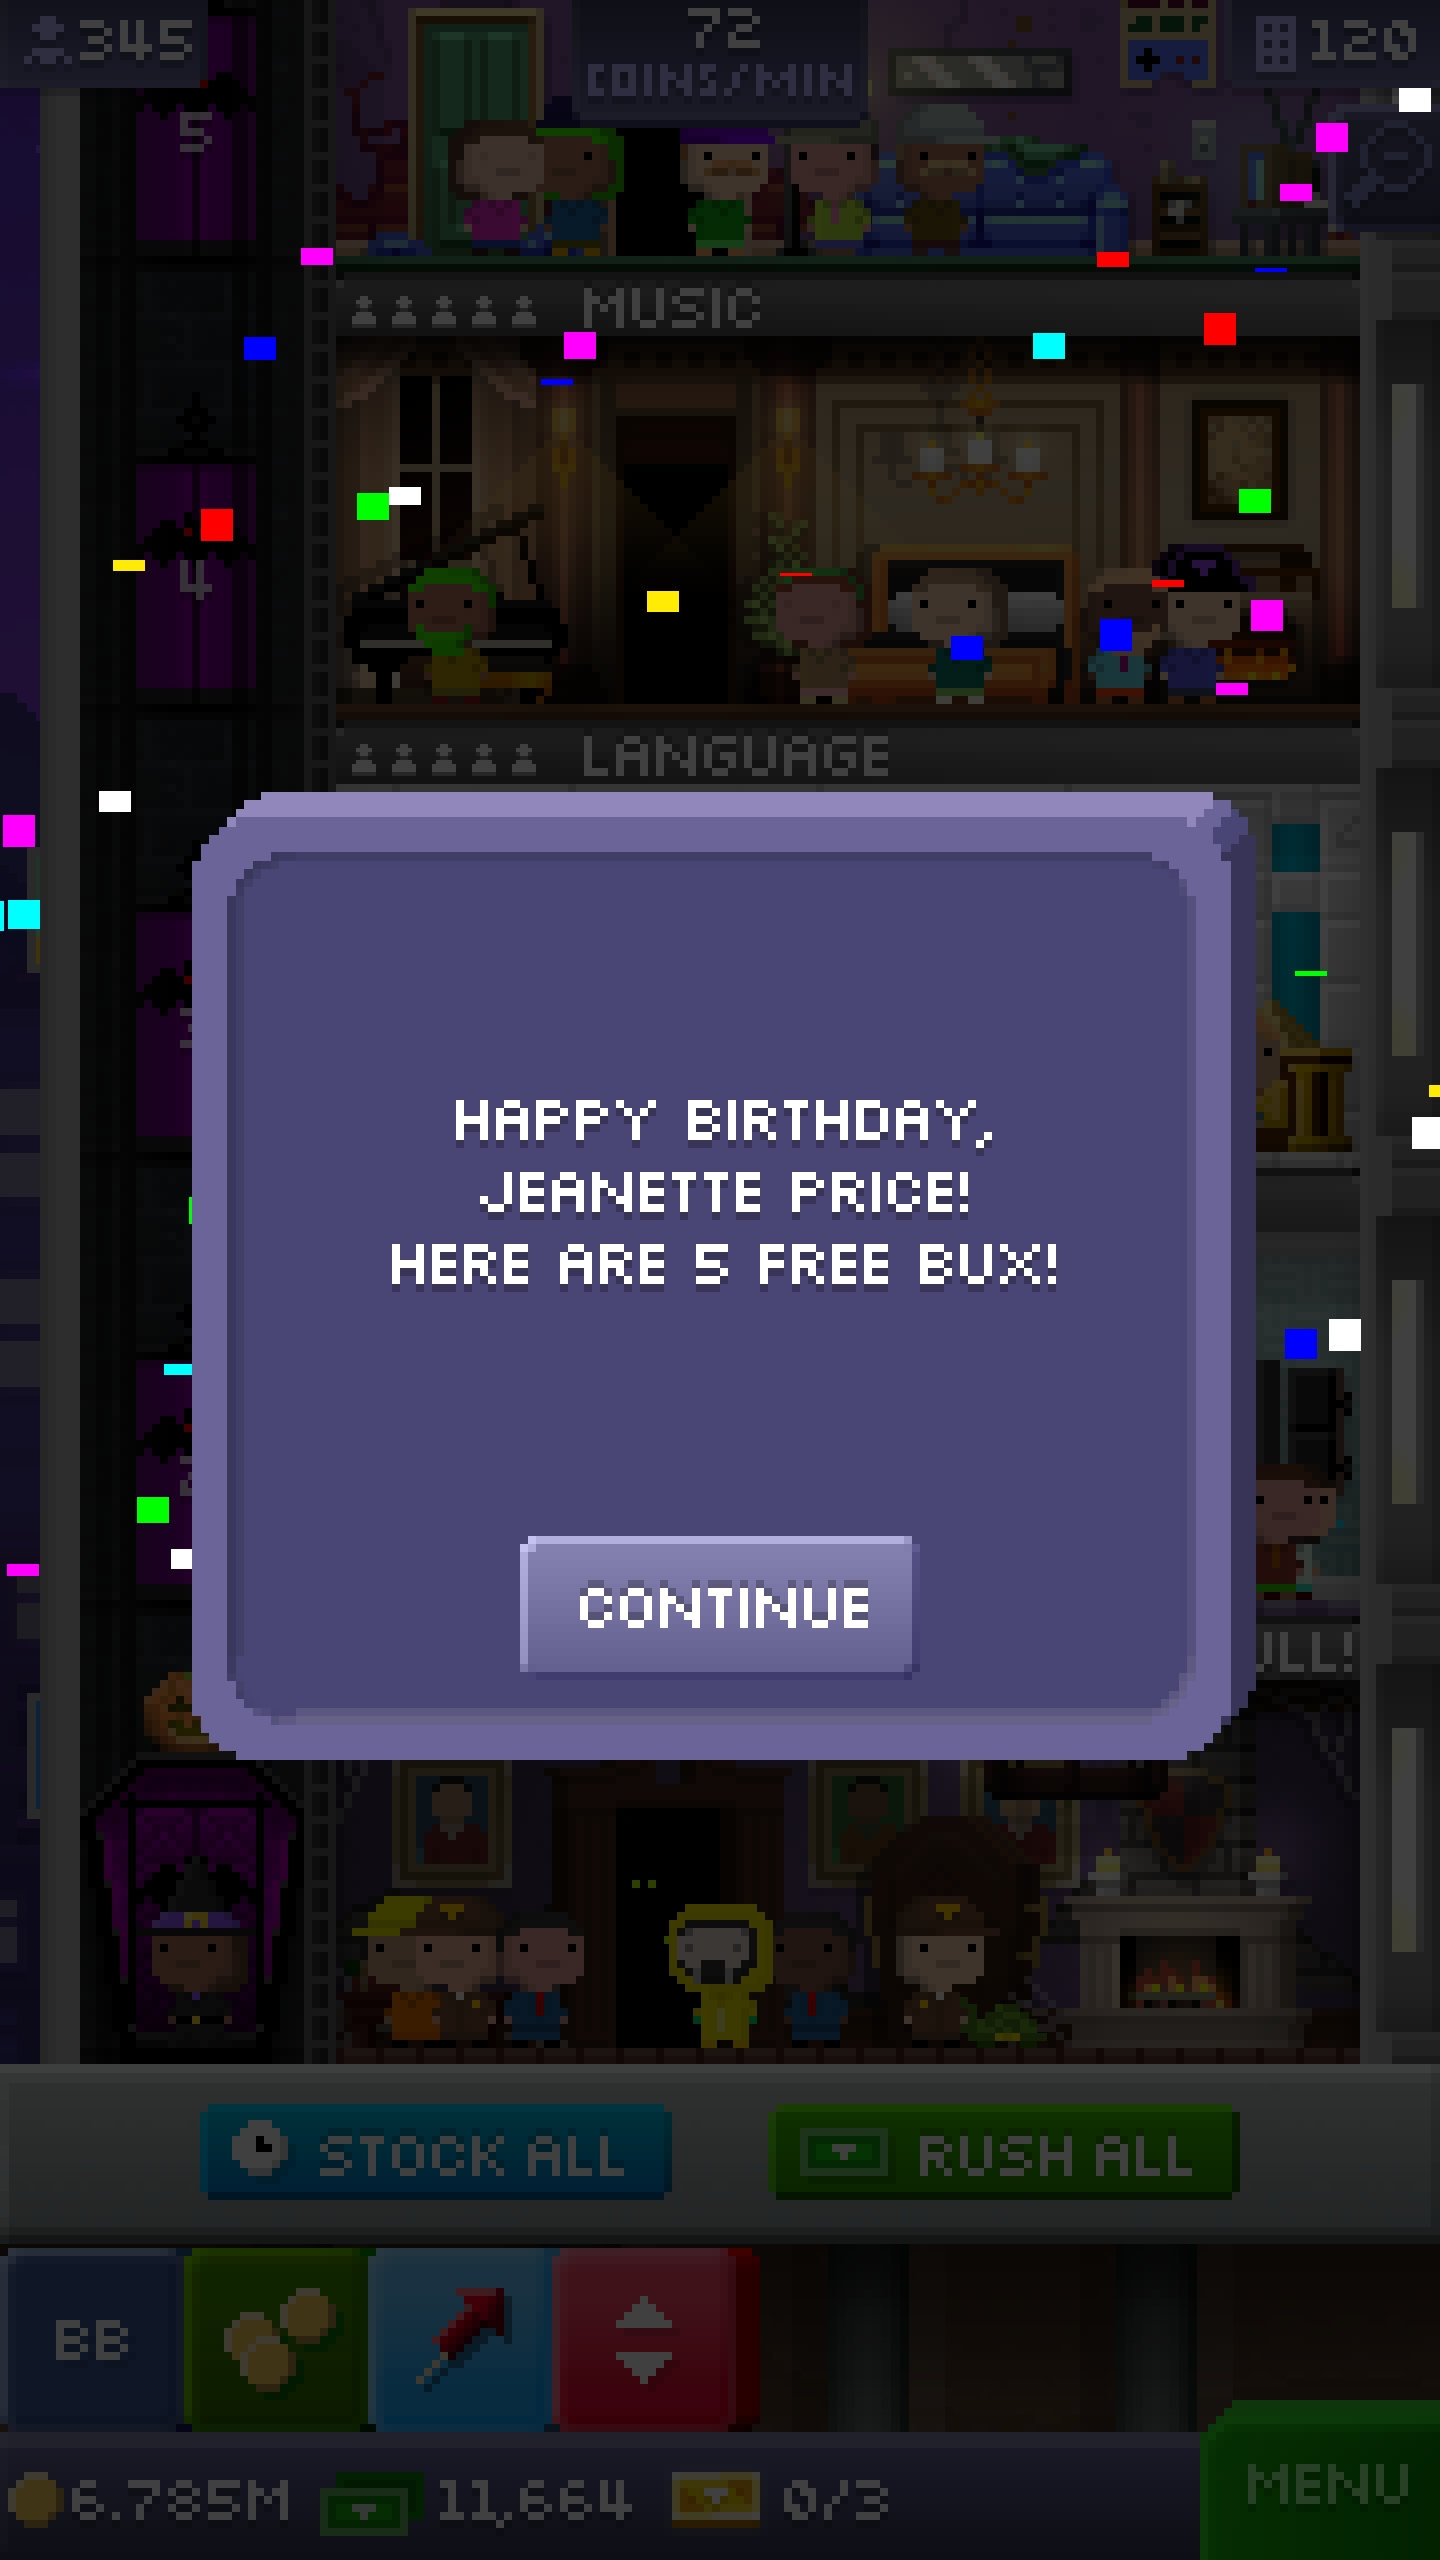 345
72
COINS/MIN
120
5
MUSIC
4
LANGUAGE
HAPPY BIRTHDAY,
JEANETTE PRICE!
HERE ARE 5 FREE BUX!
CONTINUE
STOCK ALL
RUSH ALL
BB
6.785M
11,664
0/3
MENU